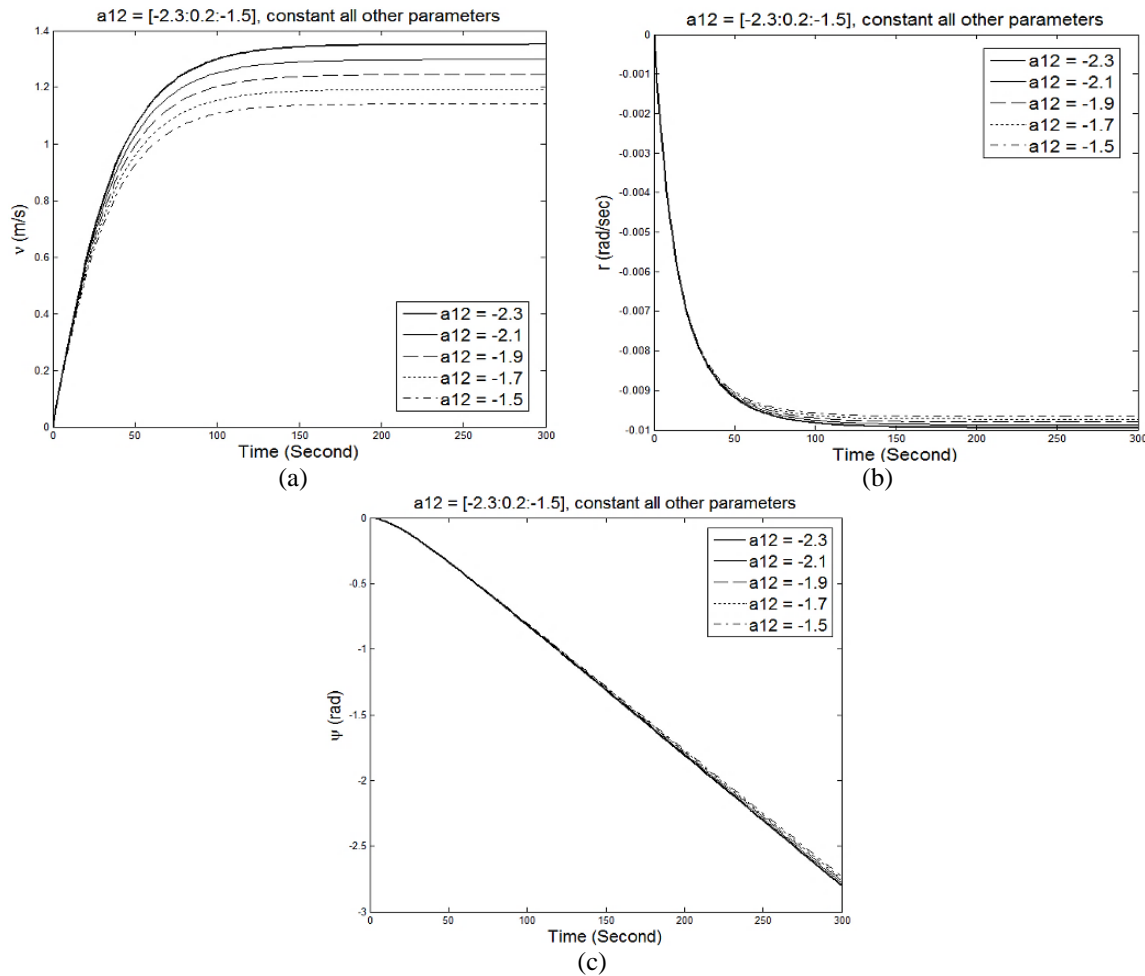 a12 = [-2.3:0.2:-1.5], constant all other parameters
1.4
1.2
1
0.8
0.6
0.4
0.2
0
v (m/s)
a12 = -2.3
a12 = -2.1
a12 = -1.9
a12 = -1.7
a12 = -1.5
0 50 100 150 200 250 300
Time (Second)
(a)
a12 = [-2.3:0.2:-1.5], constant all other parameters
0
-0.001
-0.002
-0.003
-0.004
-0.005
-0.006
-0.007
-0.008
-0.009
-0.01
r (rad/sec)
a12 = -2.3
a12 = -2.1
a12 = -1.9
a12 = -1.7
a12 = -1.5
0 50 100 150 200 250 300
Time (Second)
(b)
a12 = [-2.3:0.2:-1.5], constant all other parameters
0
-0.5
-1
-1.5
-2
-2.5
-3
ψ (rad)
a12 = -2.3
a12 = -2.1
a12 = -1.9
a12 = -1.7
a12 = -1.5
0 50 100 150 200 250 300
Time (Second)
(c)